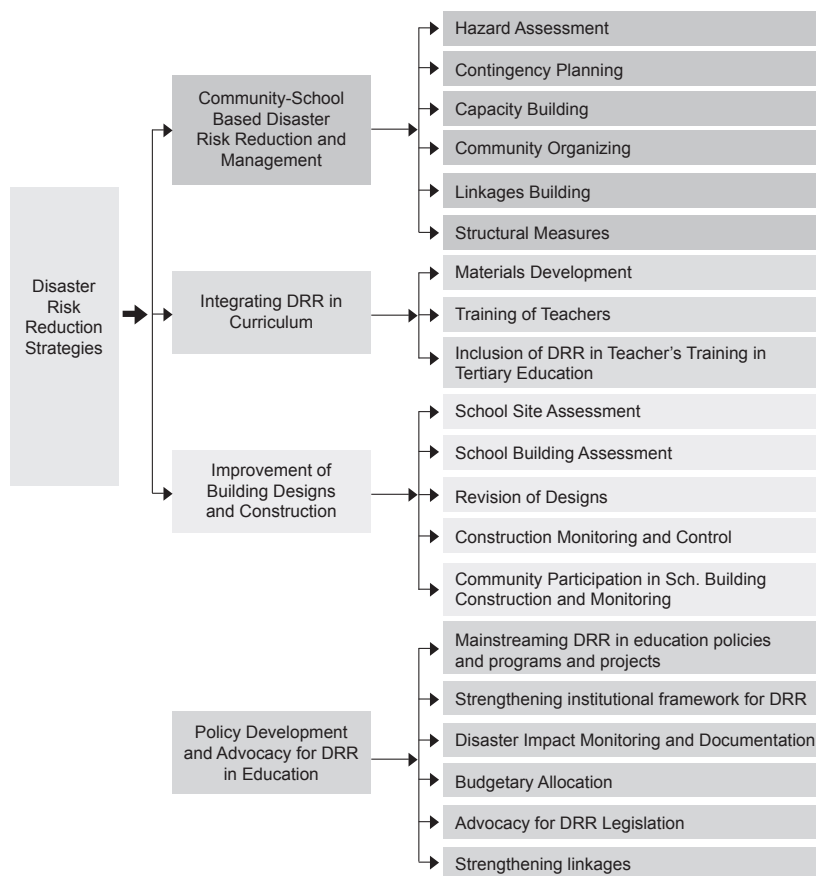 Disaster
Risk
Reduction
Strategies
Community-School
Based Disaster
Risk Reduction and
Management
Hazard Assessment
Contingency Planning
Capacity Building
Community Organizing
Linkages Building
Structural Measures
Integrating DRR in
Curriculum
Materials Development
Training of Teachers
Inclusion of DRR in Teacher’s Training in
Tertiary Education
Improvement of
Building Designs
and Construction
School Site Assessment
School Building Assessment
Revision of Designs
Construction Monitoring and Control
Community Participation in Sch. Building
Construction and Monitoring
Policy Development
and Advocacy for DRR
in Education
Mainstreaming DRR in education policies
and programs and projects
Strengthening institutional framework for DRR
Disaster Impact Monitoring and Documentation
Budgetary Allocation
Advocacy for DRR Legislation
Strengthening linkages